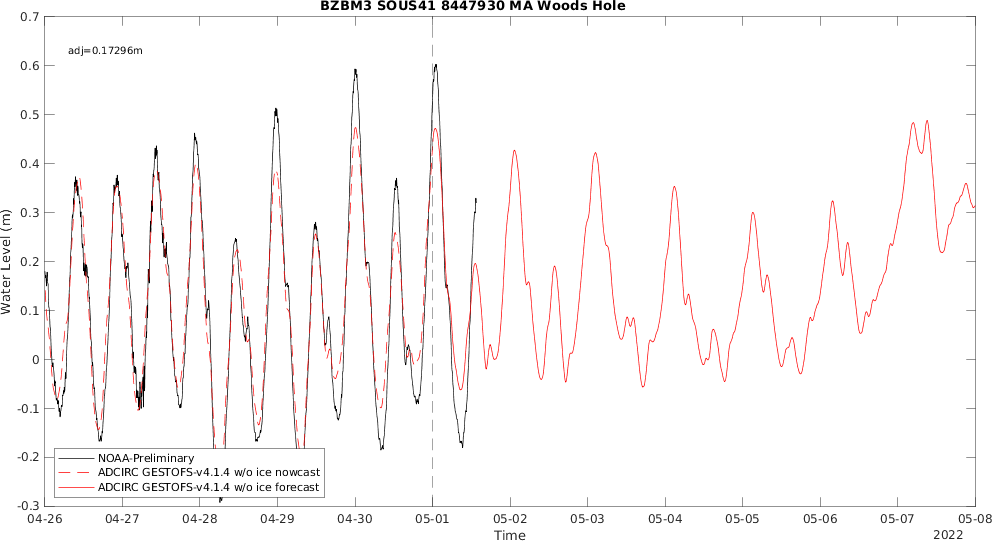 BZBM3 SOUS41 8447930 MA Woods Hole
adj=0.17296m
Water Level (m)
0.7
0.6
0.5
0.4
0.3
0.2
0.1
0
-0.1
-0.2
-0.3
NOAA-Preliminary
ADCIRC GESTOFS-v4.1.4 w/o ice nowcast
ADCIRC GESTOFS-v4.1.4 w/o ice forecast
04-26 04-27 04-28 04-29 04-30 05-01 05-02 05-03 05-04 05-05 05-06 05-07 05-08
Time
2022